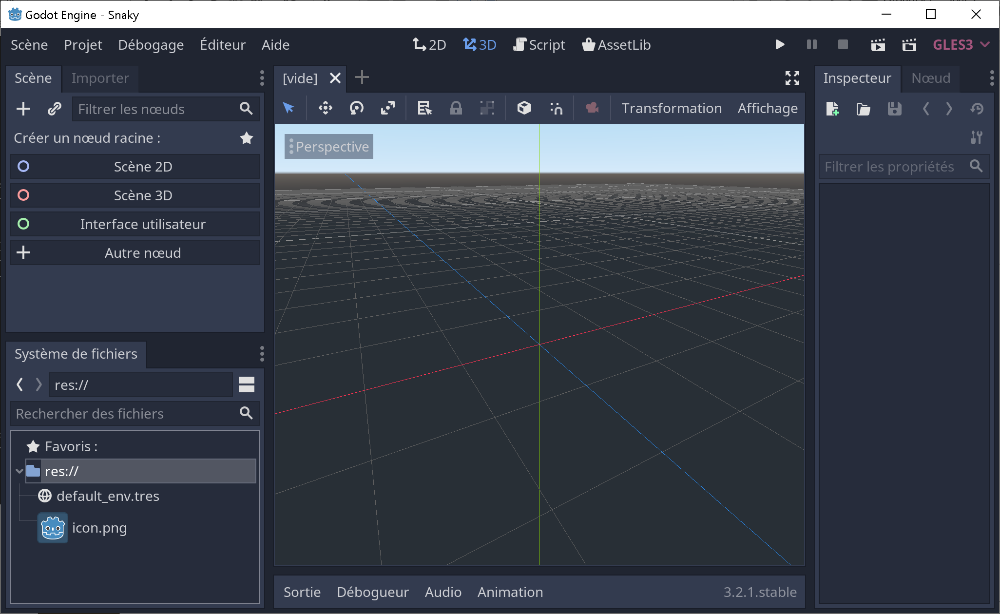 Godot Engine - Snaky
Scène Projet Débogage Éditeur Aide 2D 3D Script AssetLib GLES3
Scène Importer
Filtrer les nœuds
Créer un nœud racine :
Scène 2D
Scène 3D
Interface utilisateur
Autre nœud
Système de fichiers
res://
Rechercher des fichiers
Favoris :
res://
default_env.tres
icon.png
[vide]
Transformation Affichage
Perspective
Sortie Débogueur Audio Animation 3.2.1.stable
Inspecteur Nœud
Filtrer les propriétés